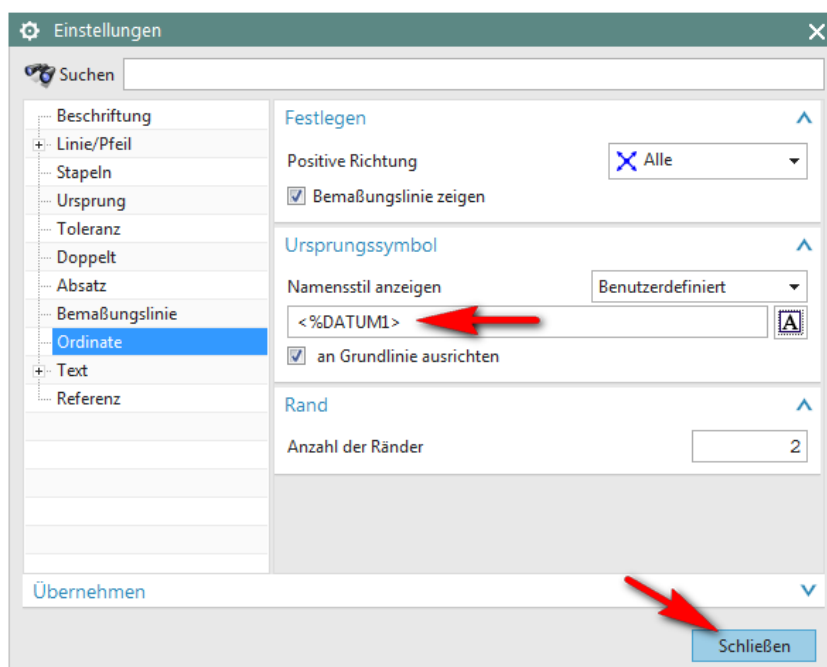 Einstellungen
Suchen
Beschriftung
Linie/Pfeil
Stapeln
Ursprung
Toleranz
Doppelt
Absatz
Bemaßungslinie
Ordinate
Text
Referenz
Festlegen
Positive Richtung Alle
Bemaßungslinie zeigen
Ursprungssymbol
Namensstil anzeigen Benutzerdefiniert
<%DATUM1> A
an Grundlinie ausrichten
Rand
Anzahl der Ränder 2
Übernehmen
Schließen